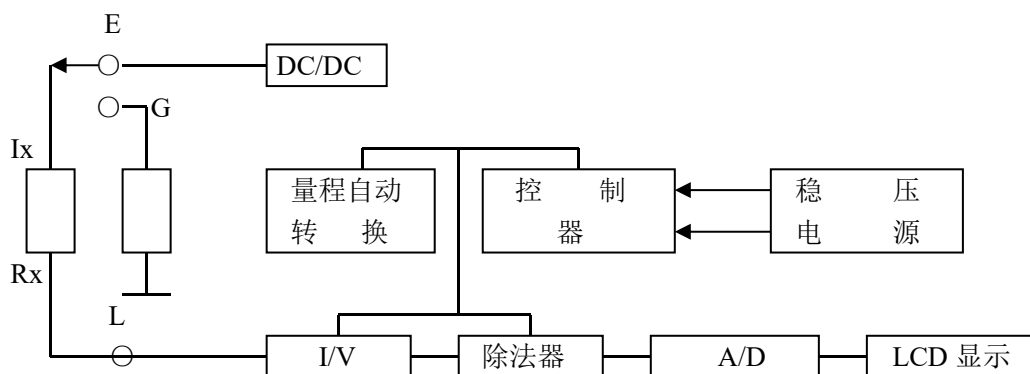 E
DC/DC
G
Ix
量程自动
转 换
控 制
器
稳 压
电 源
Rx
L
I/V
除法器
A/D
LCD 显示